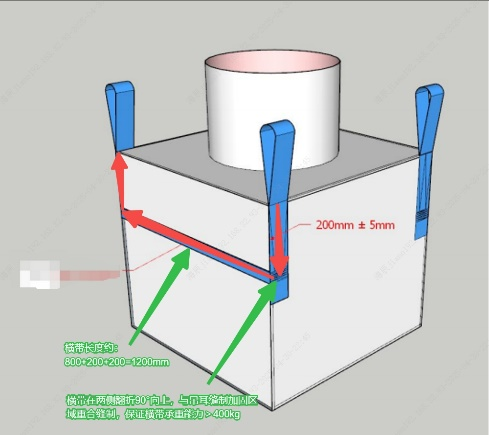 200mm ± 5mm
横带长度约：
800+200+200=1200mm
横带在两侧翻折90°向上，与吊耳缝制加固区
域重合缝制，保证横带承重能力＞400kg